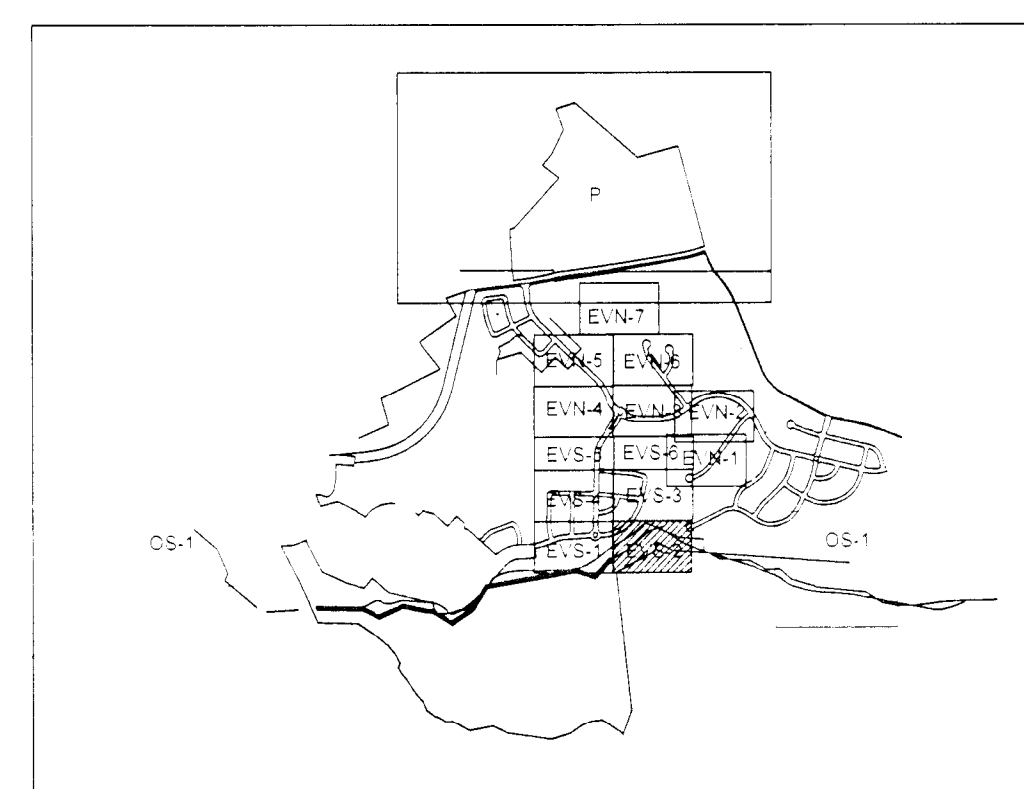 P
EVN-7
EVN-5 EVN-6
EVN-4 EVN-3 EVN-2
EVS-5 EVS-6 EVN-1
EVS-4 EVS-3
OS-1 OS-1
EVS-1 EVS-2